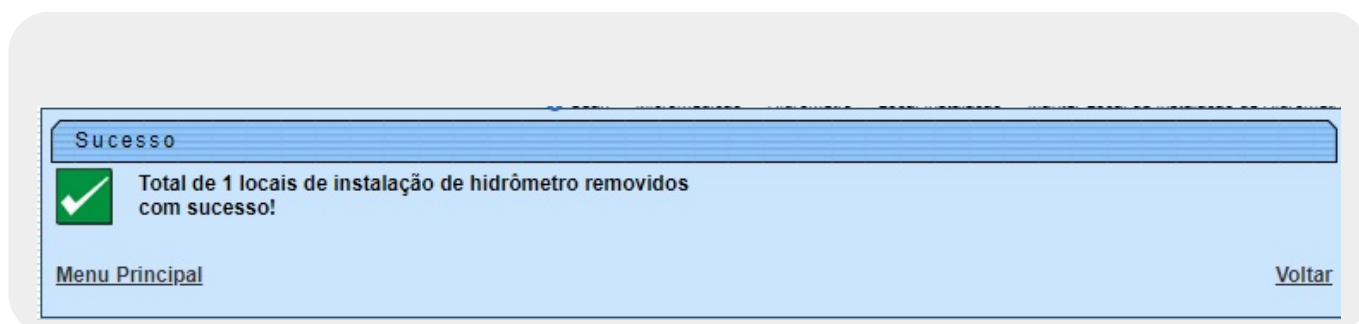 Sucesso
Total de 1 locais de instalação de hidrômetro removidos
com sucesso!
Menu Principal
Voltar